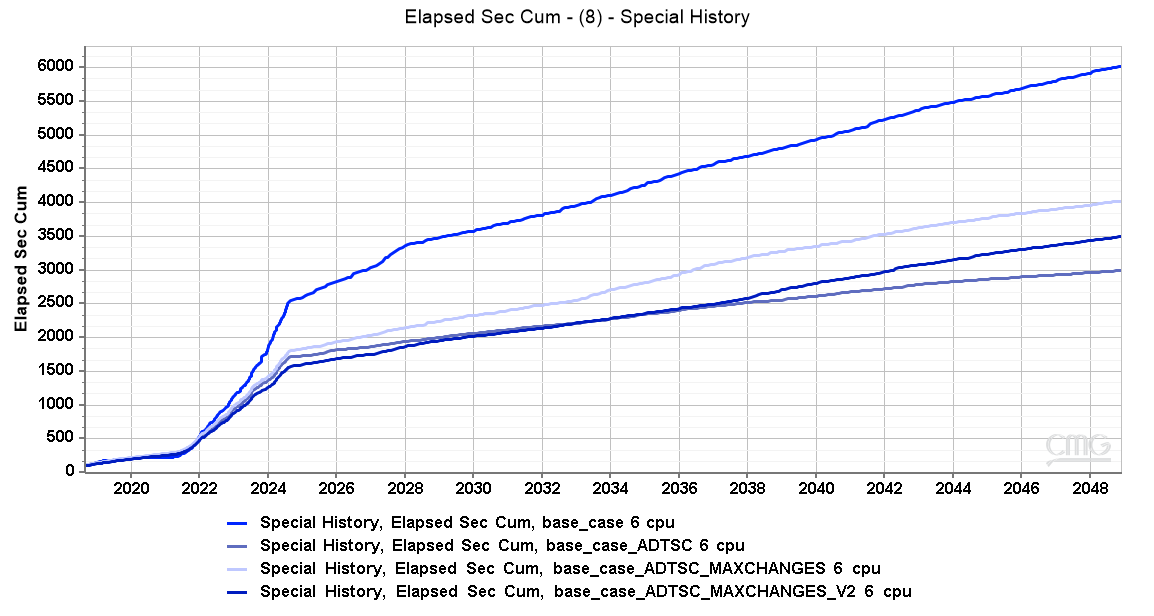 Elapsed Sec Cum - (8) - Special History
Elapsed Sec Cum
6000
5500
5000
4500
4000
3500
3000
2500
2000
1500
1000
500
0
2020 2022 2024 2026 2028 2030 2032 2034 2036 2038 2040 2042 2044 2046 2048
CMG
Special History, Elapsed Sec Cum, base_case 6 cpu
Special History, Elapsed Sec Cum, base_case_ADTSC 6 cpu
Special History, Elapsed Sec Cum, base_case_ADTSC_MAXCHANGES 6 cpu
Special History, Elapsed Sec Cum, base_case_ADTSC_MAXCHANGES_V2 6 cpu